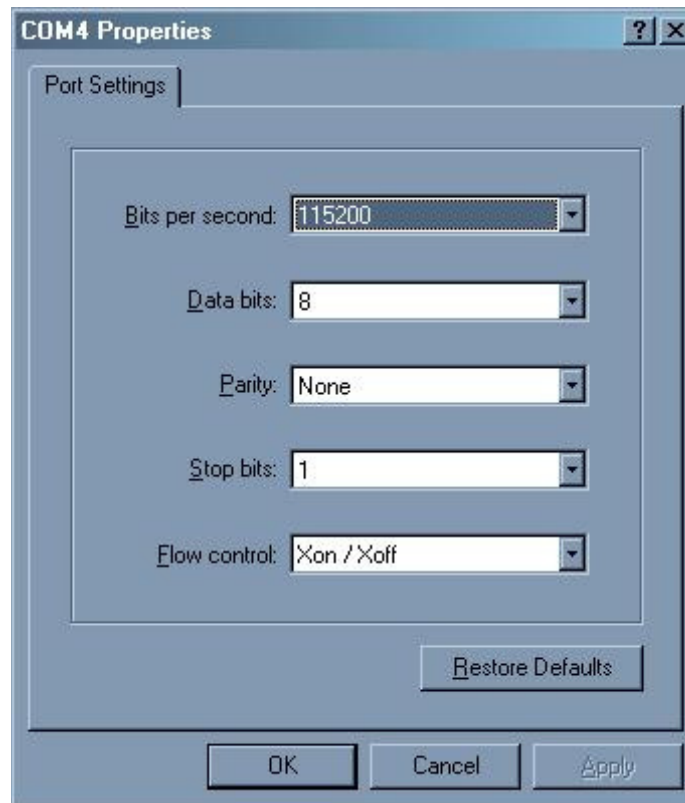 COM4 Properties
Port Settings
Bits per second: 115200
Data bits: 8
Parity: None
Stop bits: 1
Flow control: Xon / Xoff
Restore Defaults
OK Cancel Apply